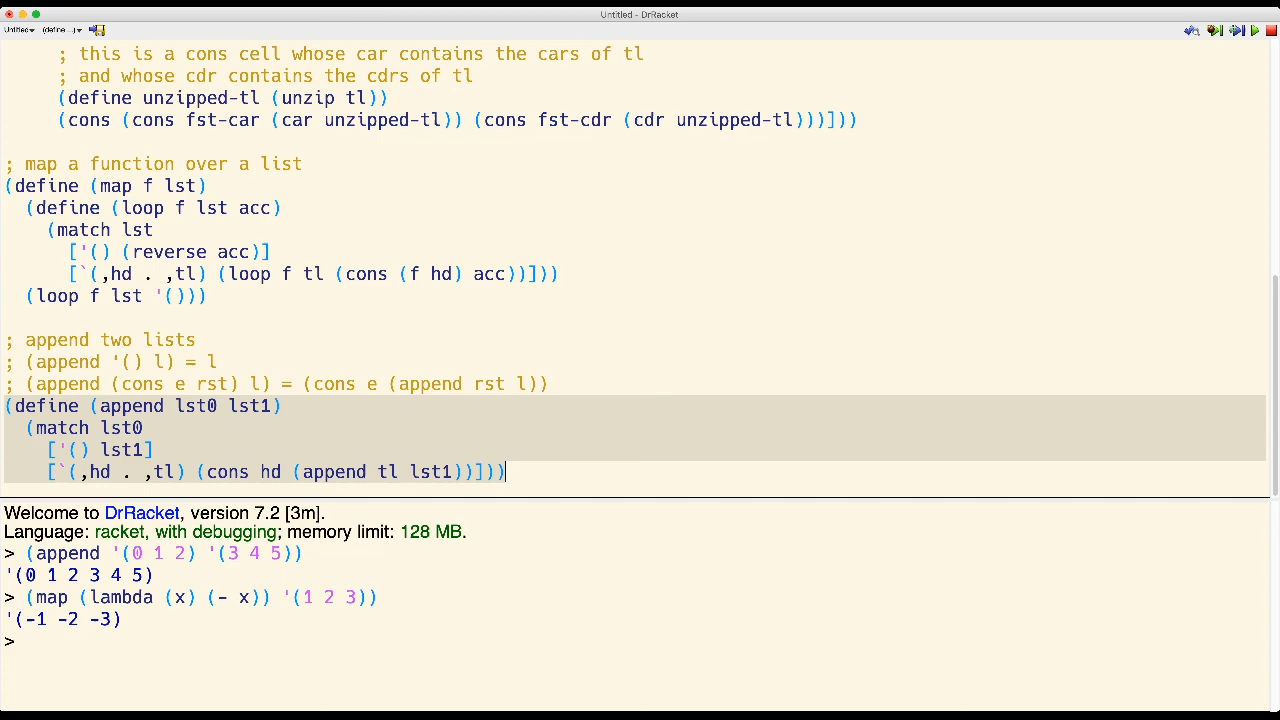 Untitled - DrRacket
Untitled▾ (define ...)▾
; this is a cons cell whose car contains the cars of tl
; and whose cdr contains the cdrs of tl
(define unzipped-tl (unzip tl))
(cons (cons fst-car (car unzipped-tl)) (cons fst-cdr (cdr unzipped-tl)))]))
; map a function over a list
(define (map f lst)
(define (loop f lst acc)
(match lst
['() (reverse acc)]
[`(,hd . ,tl) (loop f tl (cons (f hd) acc))]))
(loop f lst '()))
; append two lists
; (append '() l) = l
; (append (cons e rst) l) = (cons e (append rst l))
(define (append lst0 lst1)
(match lst0
['() lst1]
[`(,hd . ,tl) (cons hd (append tl lst1))]))
Welcome to DrRacket, version 7.2 [3m].
Language: racket, with debugging; memory limit: 128 MB.
> (append '(0 1 2) '(3 4 5))
'(0 1 2 3 4 5)
> (map (lambda (x) (- x)) '(1 2 3))
'(-1 -2 -3)
>